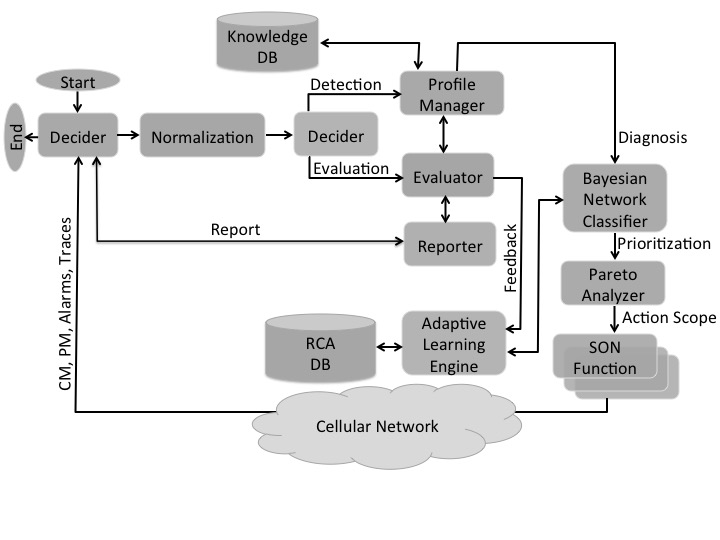 Knowledge
DB
Start
Detection
Profile
Manager
End
Decider
Normalization
Decider
Diagnosis
Evaluation
Evaluator
Bayesian
Network
Classifier
Report
Reporter
Feedback
Prioritization
Pareto
Analyzer
CM, PM, Alarms, Traces
RCA
DB
Adaptive
Learning
Engine
Action Scope
SON
Function
Cellular Network